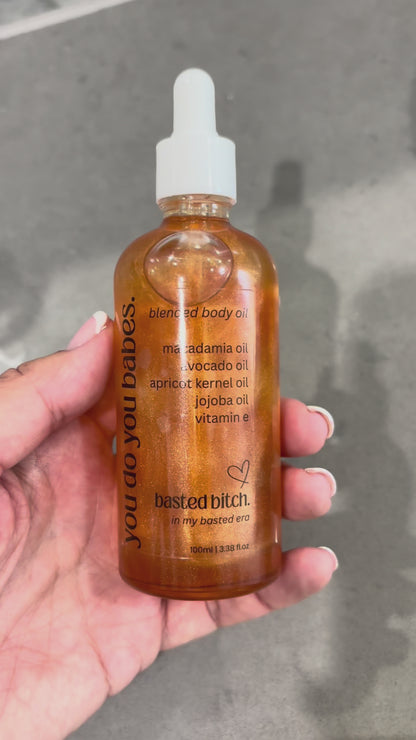 you do you babes.
blended body oil
macadamia oil
avocado oil
apricot kernel oil
jojoba oil
vitamin e
basted bitch.
in my basted era
100ml | 3.38 fl.oz